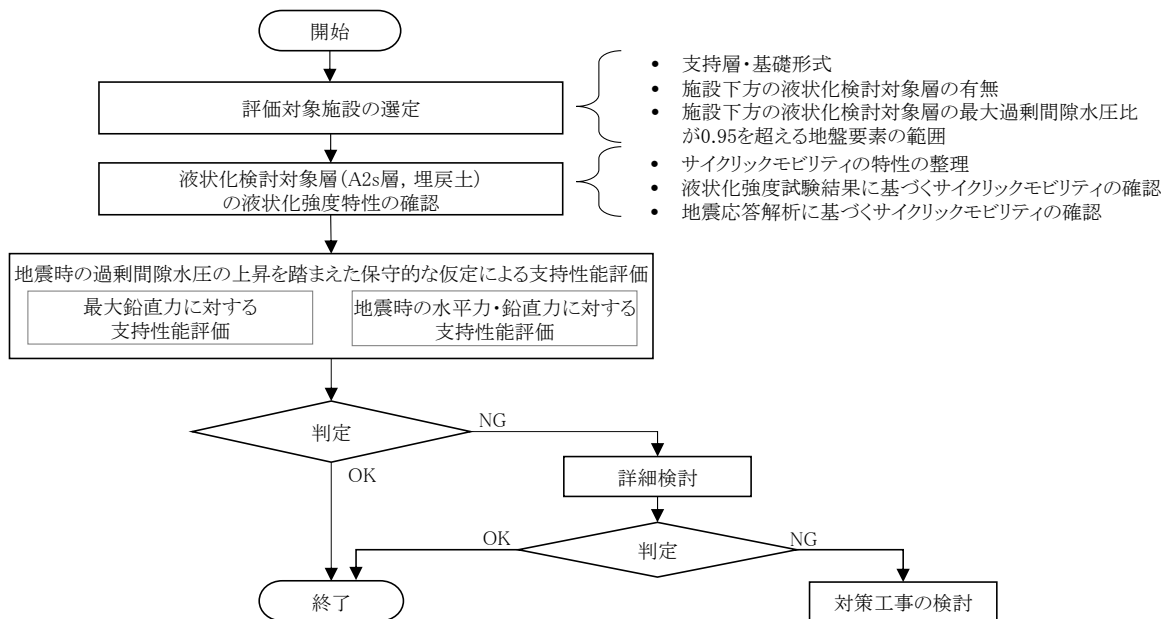 開始
評価対象施設の選定
• 支持層・基礎形式
• 施設下方の液状化検討対象層の有無
• 施設下方の液状化検討対象層の最大過剰間隙水圧比
が0.95を超える地盤要素の範囲
液状化検討対象層(A2s層, 埋戻土)
の液状化強度特性の確認
• サイクリックモビリティの特性の整理
• 液状化強度試験結果に基づくサイクリックモビリティの確認
• 地震応答解析に基づくサイクリックモビリティの確認
地震時の過剰間隙水圧の上昇を踏まえた保守的な仮定による支持性能評価
最大鉛直力に対する
支持性能評価
地震時の水平力・鉛直力に対する
支持性能評価
判定
NG
OK
詳細検討
判定
OK
NG
終了
対策工事の検討